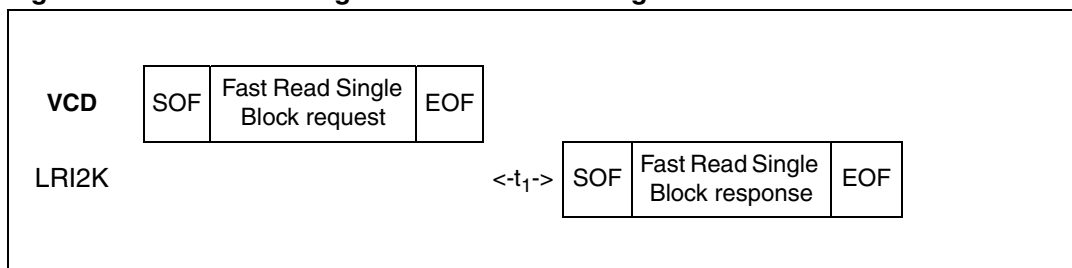 VCD
SOF
Fast Read Single
Block request
EOF
LRI2K
<-t₁->
SOF
Fast Read Single
Block response
EOF